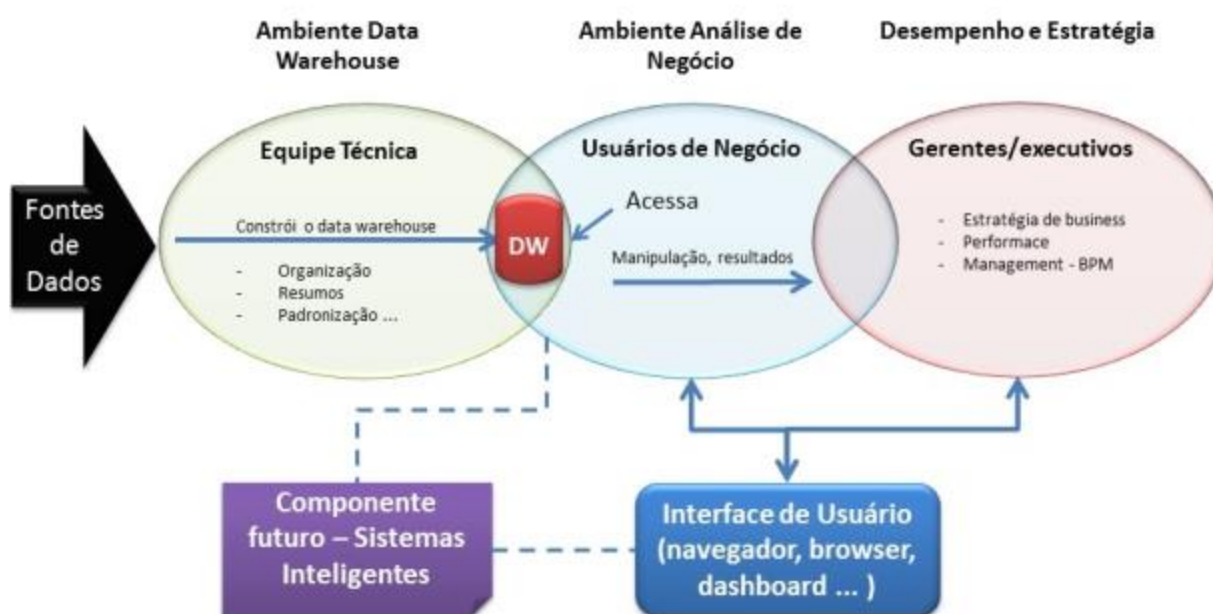 Ambiente Data
Warehouse
Ambiente Análise de
Negócio
Desempenho e Estratégia
Fontes
de
Dados
Equipe Técnica
Constrói o data warehouse
- Organização
- Resumos
- Padronização ...
DW
Usuários de Negócio
Acessa
Manipulação, resultados
Gerentes/executivos
- Estratégia de business
- Performace
- Management - BPM
Componente
futuro – Sistemas
Inteligentes
Interface de Usuário
(navegador, browser,
dashboard ... )